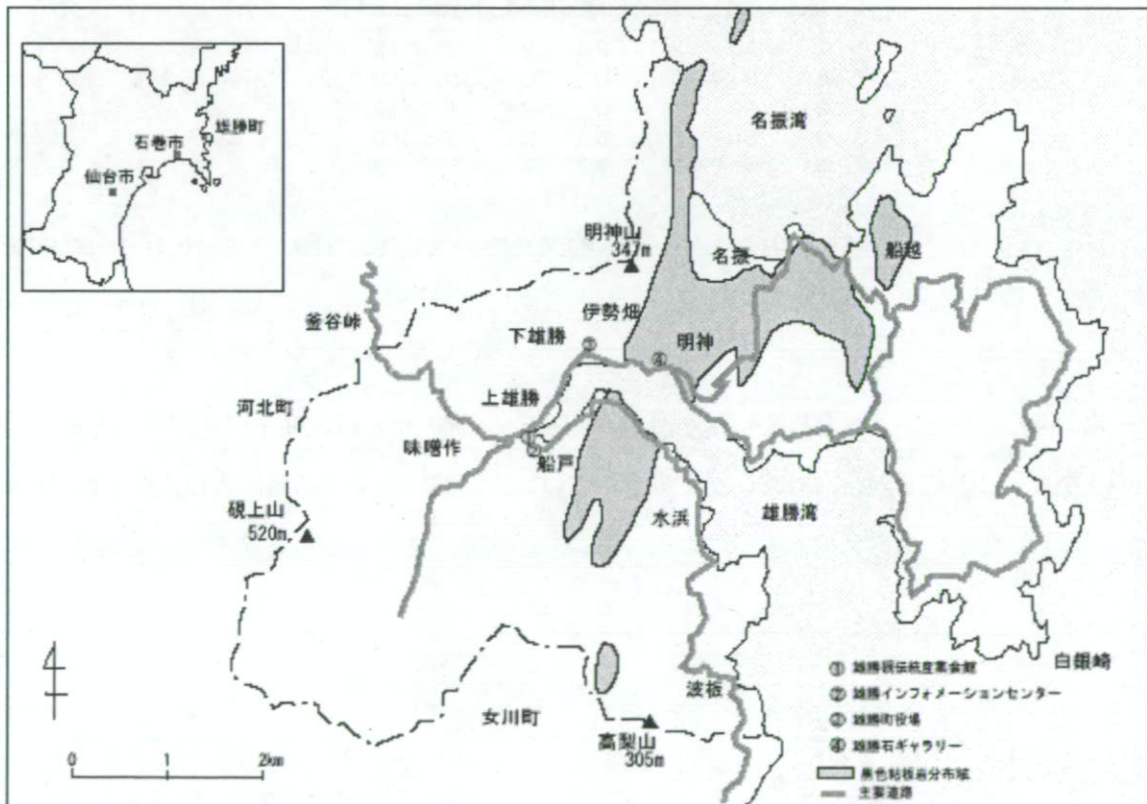 雄勝町
石巻市
仙台市
名振湾
明神山
347m
名振
船越
釜谷峠
伊勢畑
下雄勝
③
④
明神
河北町
上雄勝
味噌作
①
②
船戸
硯上山
520m
水浜
雄勝湾
白銀崎
波板
女川町
高梨山
305m
0 1 2km
① 雄勝硯伝統産業会館
② 雄勝インフォメーションセンター
② 雄勝町役場
④ 雄勝石ギャラリー
黒色粘板岩分布域
主要道路